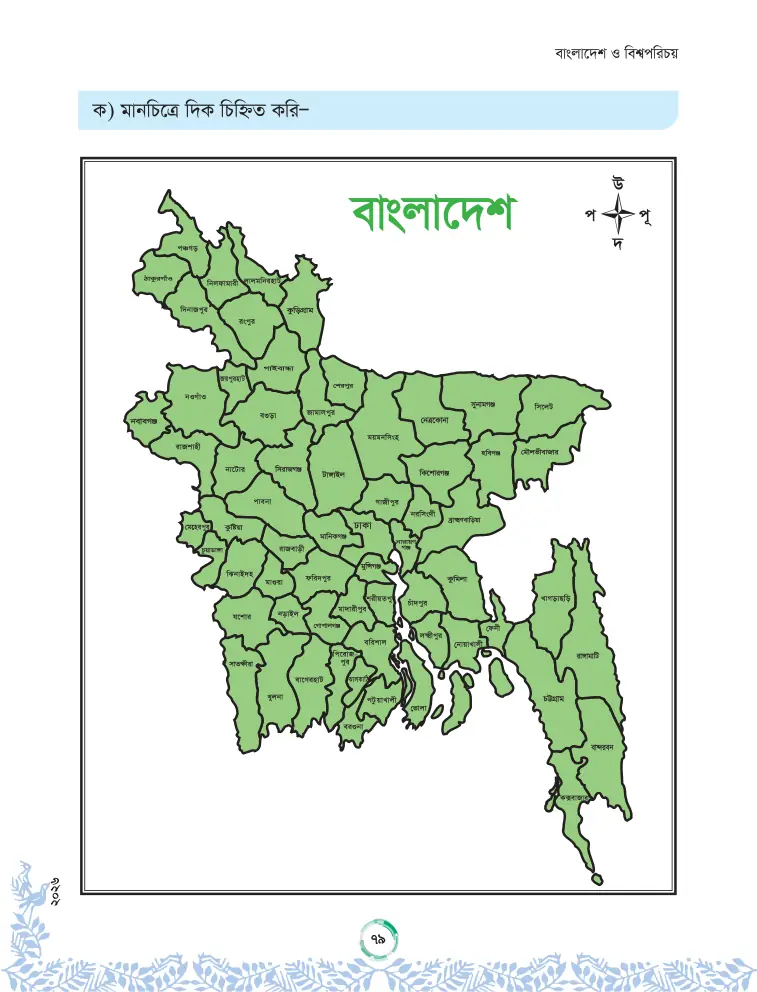 বাংলাদেশ ও বিশ্বপরিচয়
ক) মানচিত্রে দিক চিহ্নিত করি–
বাংলাদেশ
উ
প
পূ
দ
পঞ্চগড়
ঠাকুরগাঁও
নিলফামারী
লালমনিরহাট
দিনাজপুর
রংপুর
কুড়িগ্রাম
গাইবান্ধা
জয়পুরহাট
শেরপুর
নওগাঁও
বগুড়া
জামালপুর
নবাবগঞ্জ
নেত্রকোনা
সুনামগঞ্জ
সিলেট
ময়মনসিংহ
রাজশাহী
নাটোর
সিরাজগঞ্জ
টাঙ্গাইল
কিশোরগঞ্জ
হবিগঞ্জ
মৌলভীবাজার
পাবনা
গাজীপুর
নরসিংদী
ব্রাহ্মণবাড়িয়া
মেহেরপুর
কুষ্টিয়া
ঢাকা
মানিকগঞ্জ
নারায়ণ
গঞ্জ
চুয়াডাঙ্গা
রাজবাড়ী
ঝিনাইদহ
মাগুরা
ফরিদপুর
মুন্সিগঞ্জ
কুমিলা
শরীয়তপুর
চাঁদপুর
মাদারীপুর
যশোর
নড়াইল
গোপালগঞ্জ
খাগড়াছড়ি
ফেনী
লক্ষীপুর
নোয়াখালী
বরিশাল
পিরোজ
পুর
রাঙ্গামাটি
সাতক্ষীরা
খুলনা
বাগেরহাট
ঝালকাঠি
পটুয়াখালী
ভোলা
বরগুনা
চট্টগ্রাম
বান্দরবন
কক্সবাজার
২০২৬
৭৯